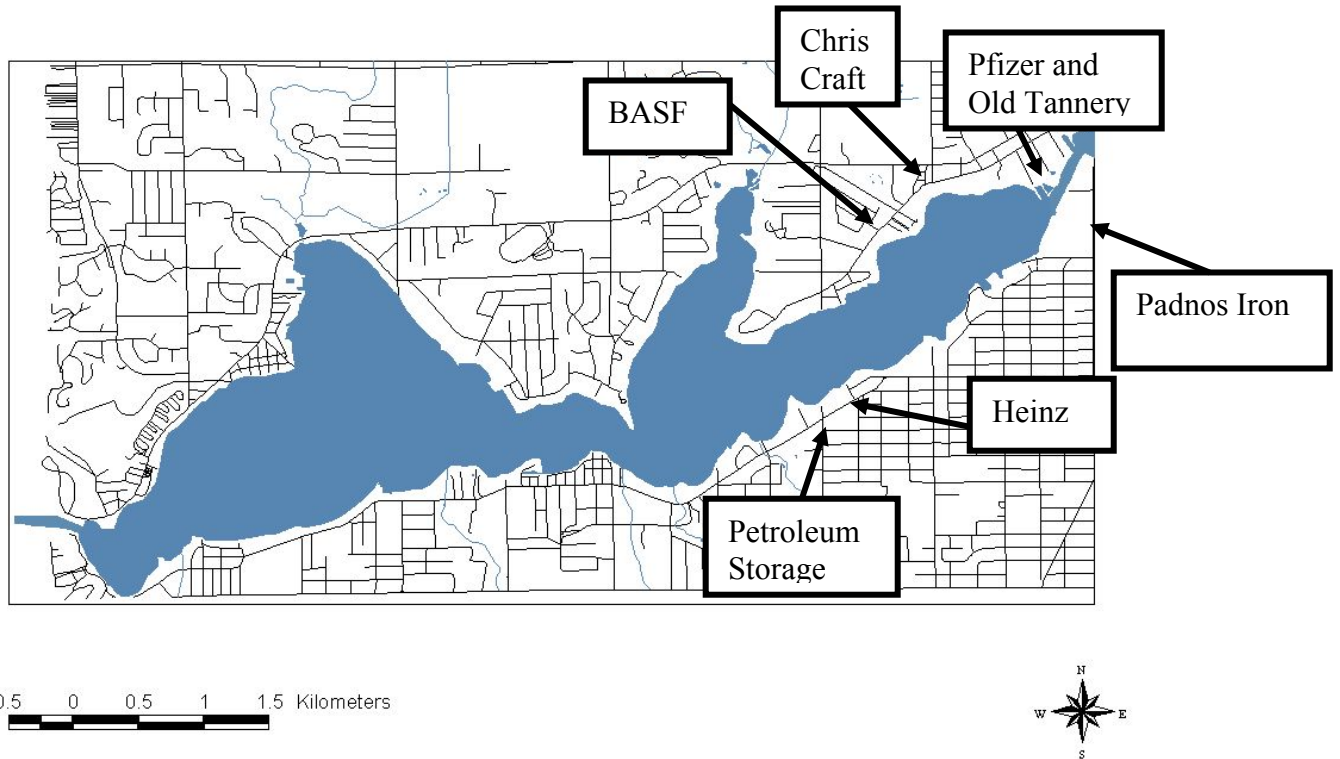 Chris
Craft
Pfizer and
Old Tannery
BASF
Padnos Iron
Heinz
Petroleum
Storage
0.5 0 0.5 1 1.5 Kilometers
N
W E
S